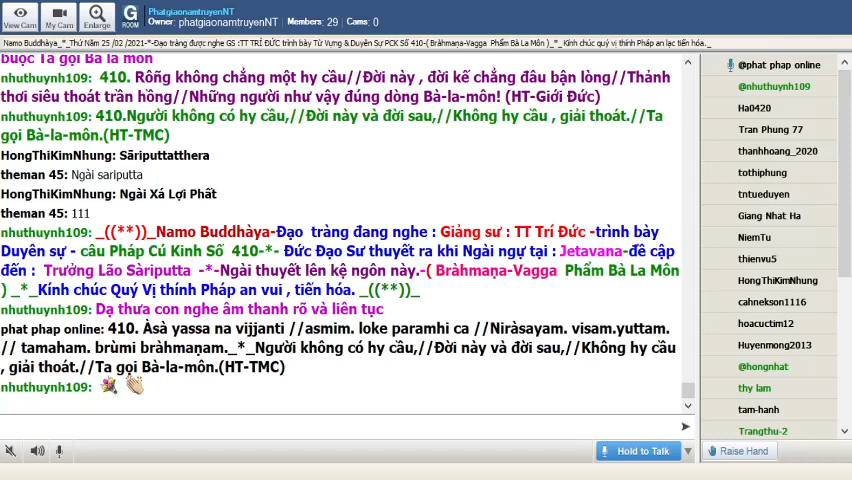 View Cam
My Cam
Enlarge
G
ROOM
PhatgiaonamtruyenNT
Owner: phatgiaonamtruyenNT | Members: 29 | Cams: 0
Namo Buddhàya_*_Thứ Năm 25 /02 /2021-*-Đạo tràng được nghe GS :TT TRÍ ĐỨC trình bày Từ Vựng & Duyên Sự PCK Số 410-( Bràhmaṇa-Vagga Phẩm Bà La Môn )_*_ Kính chúc quý vị thính Pháp an lạc tiến hóa._
buộc Ta gọi Bà la môn
nhuthuynh109: 410. Rỗng không chẳng một hy cầu//Đời này , đời kế chẳng đâu bận lòng//Thảnh
thơi siêu thoát trần hồng//Những người như vậy đúng dòng Bà-la-môn! (HT-Giới Đức)
nhuthuynh109: 410.Người không có hy cầu,//Đời này và đời sau,//Không hy cầu , giải thoát.//Ta
gọi Bà-la-môn.(HT-TMC)
HongThiKimNhung: Sāriputtatthera
theman 45: Ngài sariputta
HongThiKimNhung: Ngài Xá Lợi Phất
theman 45: 111
nhuthuynh109: _((**))_Namo Buddhàya-Đạo tràng đang nghe : Giảng sư : TT Trí Đức -trình bày
Duyên sự - câu Pháp Cú Kinh Số 410-*- Đức Đạo Sư thuyết ra khi Ngài ngự tại : Jetavana-đề cập
đến : Trưởng Lão Sàriputta -*-Ngài thuyết lên kệ ngôn này.-( Bràhmaṇa-Vagga Phẩm Bà La Môn
) _*_Kính chúc Quý Vị thính Pháp an vui , tiến hóa. _((**))_
nhuthuynh109: Dạ thưa con nghe âm thanh rõ và liên tục
phat phap online: 410. Àsà yassa na vijjanti //asmim. loke paramhi ca //Niràsayam. visam.yuttam.
// tamaham. brùmi bràhmaṇam._*_Người không có hy cầu,//Đời này và đời sau,//Không hy cầu
, giải thoát.//Ta gọi Bà-la-môn.(HT-TMC)
nhuthuynh109:
Hold to Talk
Raise Hand
@phat phap online
@nhuthuynh109
Ha0420
Tran Phung 77
thanhhoang_2020
tothiphung
tntueduyen
Giang Nhat Ha
NiemTu
thienvu5
HongThiKimNhung
cahnekson1116
hoacuctim12
Huyenmong2013
@hongnhat
thy lam
tam-hanh
Trangthu-2